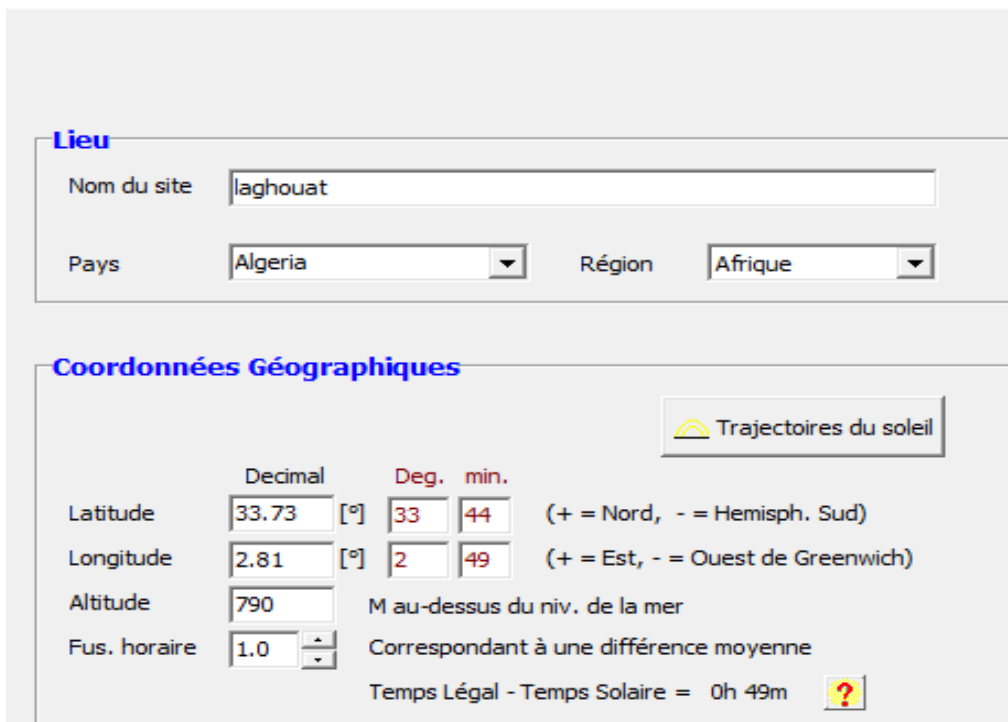 Lieu
Nom du site laghouat
Pays Algeria Région Afrique
Coordonnées Géographiques
Trajectoires du soleil
Decimal Deg. min.
Latitude 33.73 [°] 33 44 (+ = Nord, - = Hemisph. Sud)
Longitude 2.81 [°] 2 49 (+ = Est, - = Ouest de Greenwich)
Altitude 790 M au-dessus du niv. de la mer
Fus. horaire 1.0 Correspondant à une différence moyenne
Temps Légal - Temps Solaire = 0h 49m ?